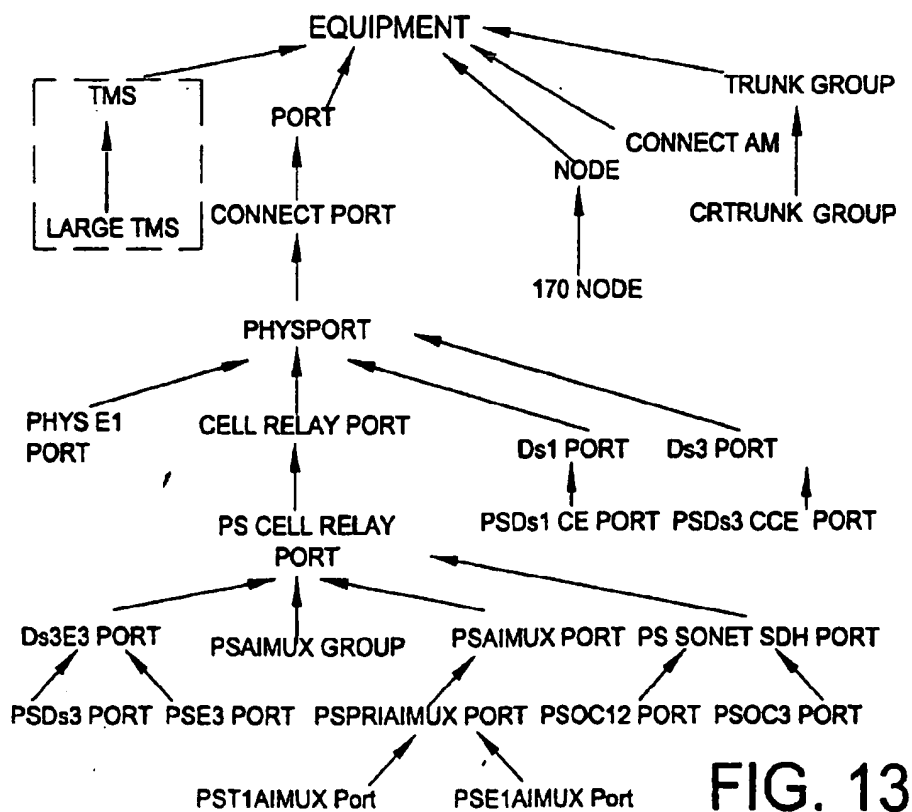 EQUIPMENT
TMS
PORT
TRUNK GROUP
CONNECT AM
NODE
LARGE TMS
CONNECT PORT
CRTRUNK GROUP
170 NODE
PHYSPORT
PHYS E1
PORT
CELL RELAY PORT
Ds1 PORT
Ds3 PORT
PS CELL RELAY
PORT
PSDs1 CE PORT
PSDs3 CCE PORT
Ds3E3 PORT
PSAIMUX GROUP
PSAIMUX PORT
PS SONET SDH PORT
PSDs3 PORT
PSE3 PORT
PSPRIAIMUX PORT
PSOC12 PORT
PSOC3 PORT
PST1AIMUX Port
PSE1AIMUX Port
FIG. 13